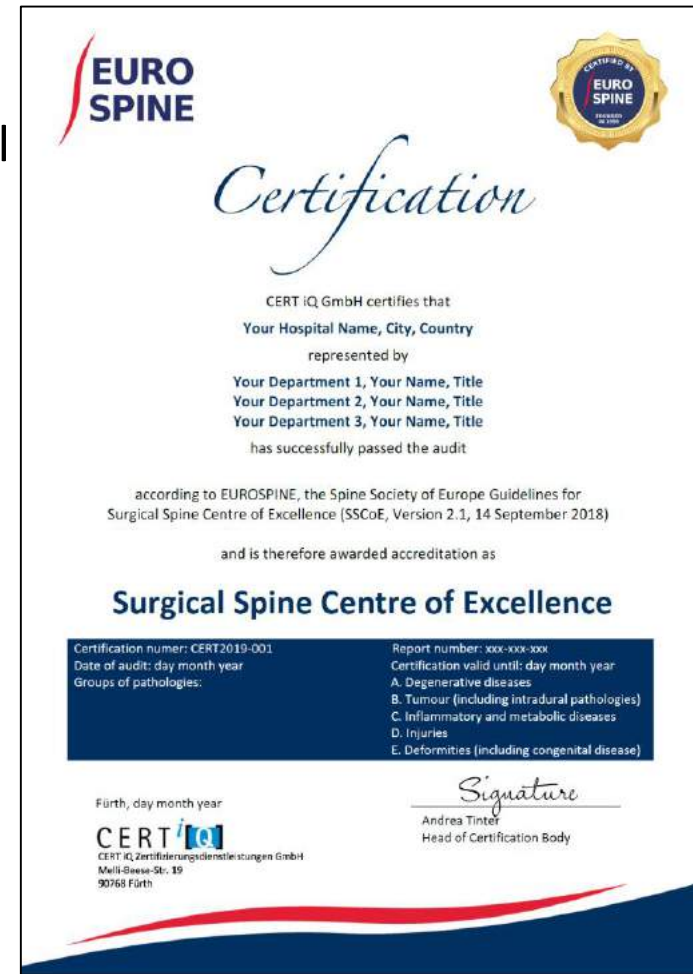 EURO
SPINE
CERTIFIED BY
EURO
SPINE
Certification
CERT iQ GmbH certifies that
Your Hospital Name, City, Country
represented by
Your Department 1, Your Name, Title
Your Department 2, Your Name, Title
Your Department 3, Your Name, Title
has successfully passed the audit
according to EUROSPINE, the Spine Society of Europe Guidelines for
Surgical Spine Centre of Excellence (SSCoE, Version 2.1, 14 September 2018)
and is therefore awarded accreditation as
Surgical Spine Centre of Excellence
Certification numer: CERT2019-001
Date of audit: day month year
Groups of pathologies:
Report number: xxx-xxx-xxx
Certification valid until: day month year
A. Degenerative diseases
B. Tumour (including intradural pathologies)
C. Inflammatory and metabolic diseases
D. Injuries
E. Deformities (including congenital disease)
Fürth, day month year
CERT iQ
CERT iQ Zertifizierungsdienstleistungen GmbH
Melli-Beese-Str. 19
90768 Fürth
Signature
Andrea Tinter
Head of Certification Body